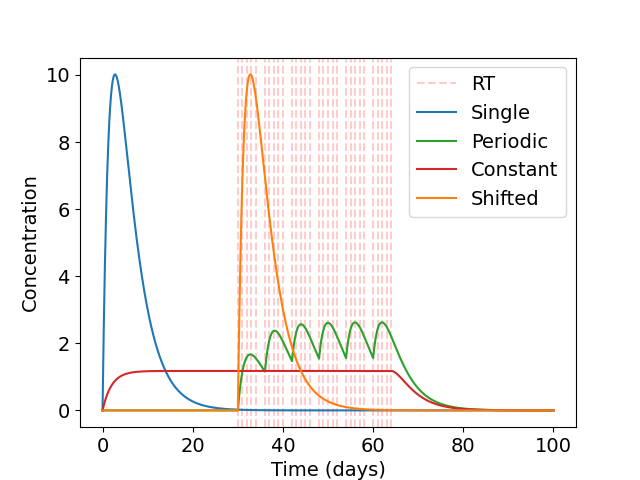 RT
Single
Periodic
Constant
Shifted
Concentration
10
8
6
4
2
0
0 20 40 60 80 100
Time (days)